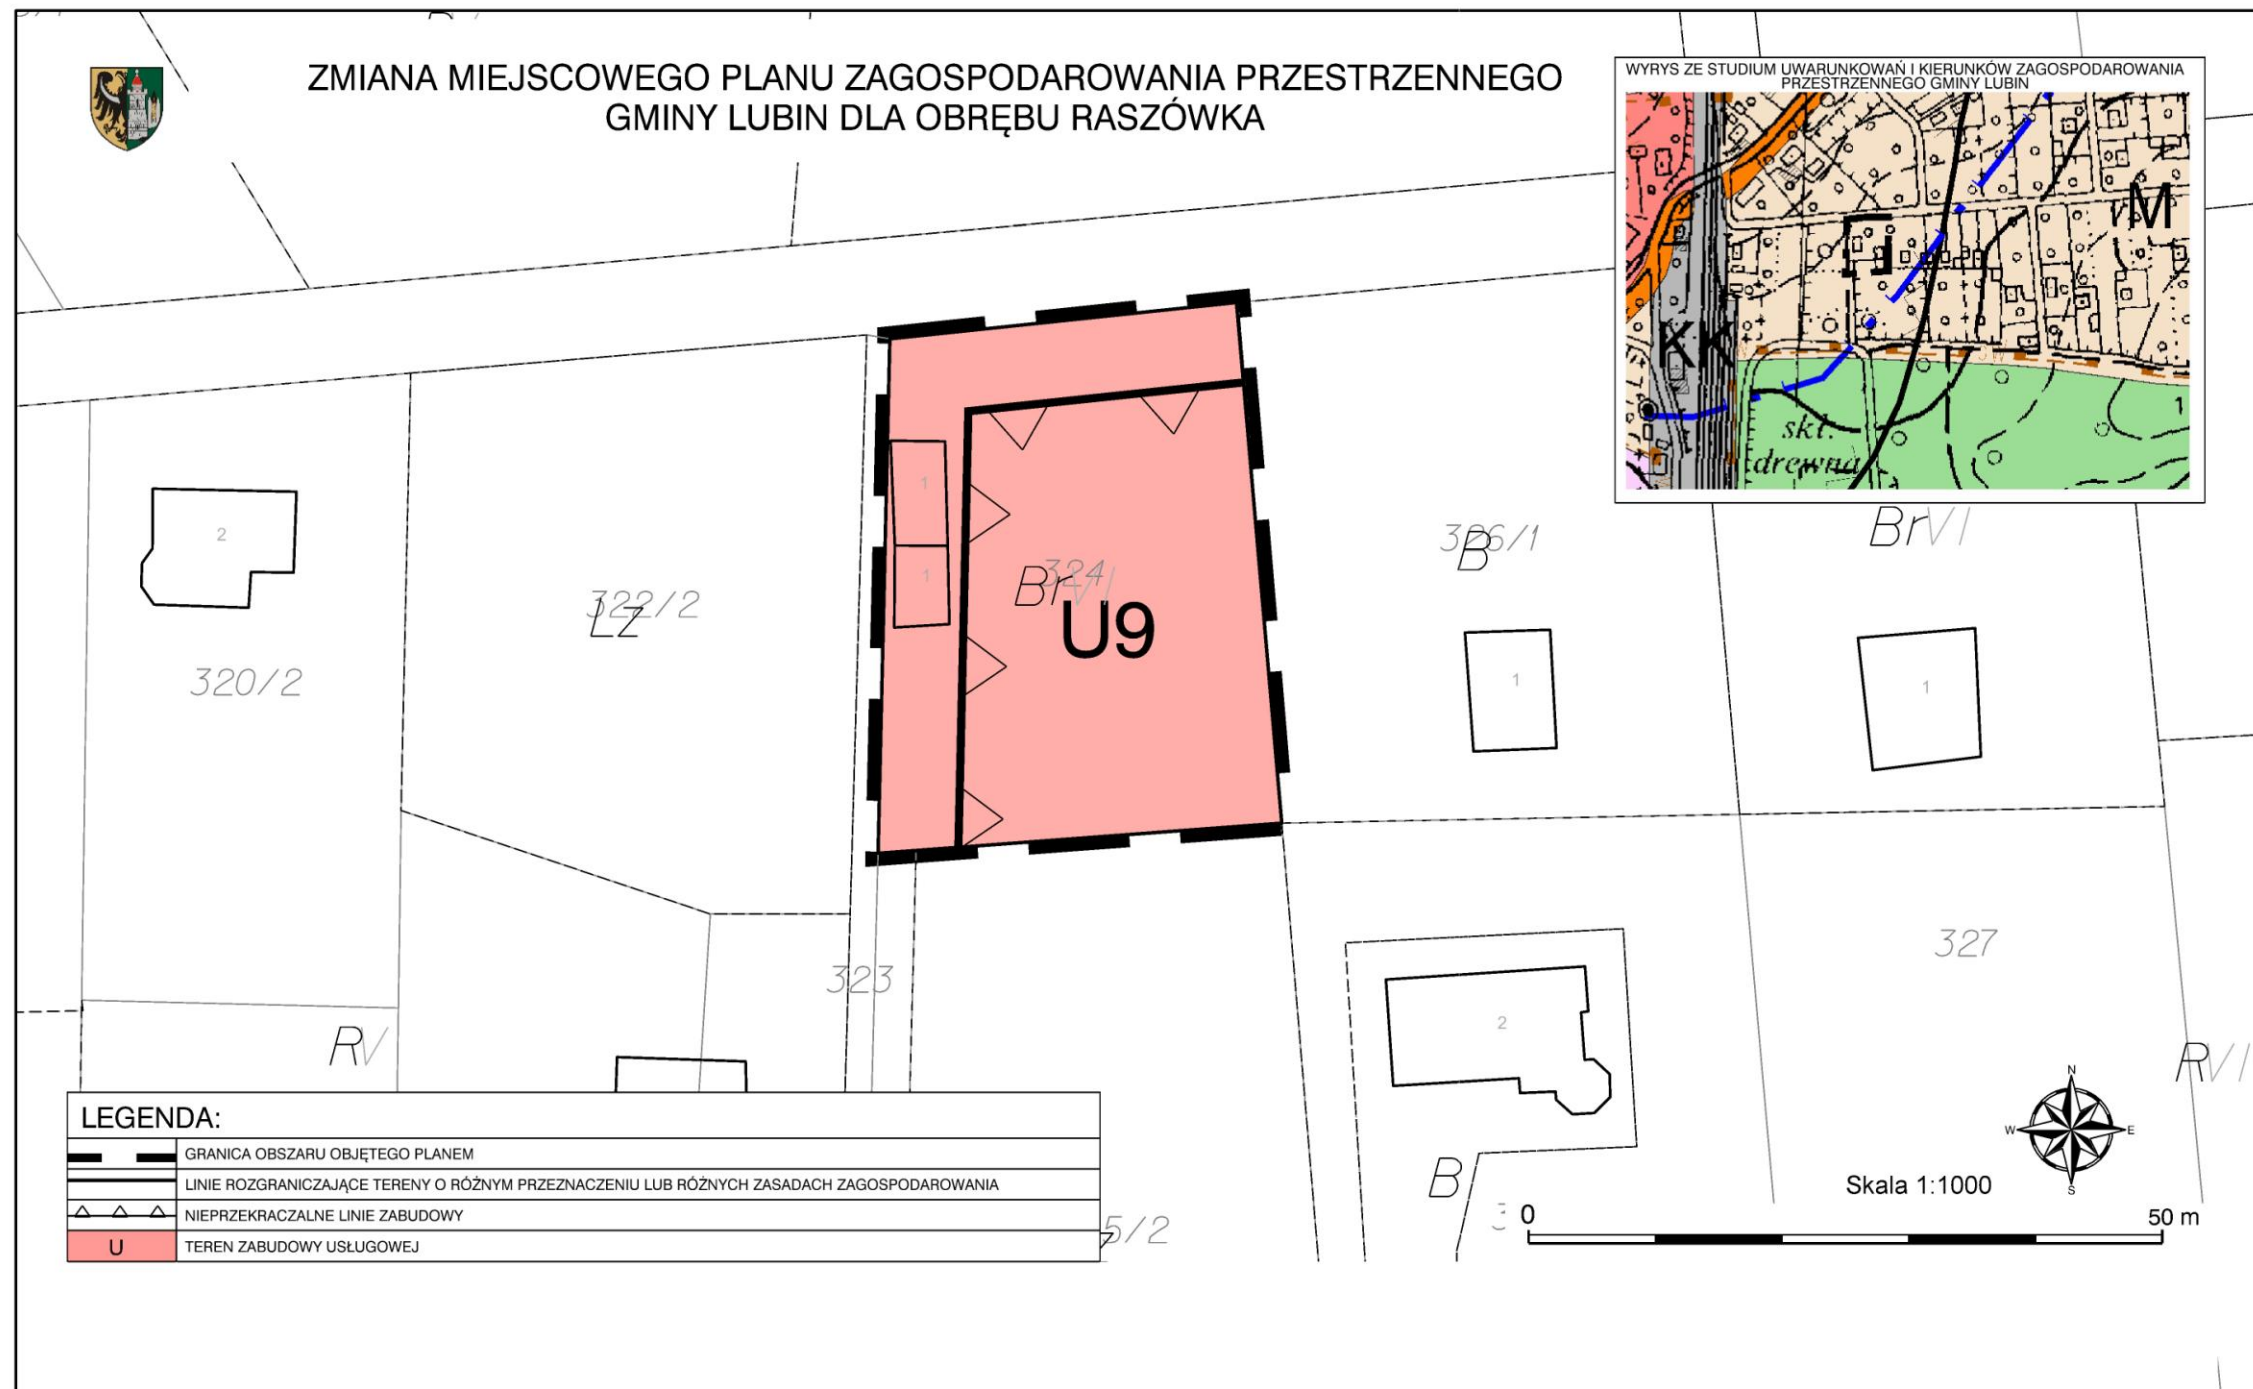 ZMIANA MIEJSCOWEGO PLANU ZAGOSPODAROWANIA PRZESTRZENNEGO
GMINY LUBIN DLA OBRĘBU RASZÓWKA
WYRYS ZE STUDIUM UWARUNKOWAŃ I KIERUNKÓW ZAGOSPODAROWANIA
PRZESTRZENNEGO GMINY LUBIN
M
KK
1
skł.
drewna
2
320/2
322/2
Lz
1
1
324
BrVI
U9
326/1
B
BrVI
1
1
323
327
RV
2
B
RVI
5/2
LEGENDA:
GRANICA OBSZARU OBJĘTEGO PLANEM
LINIE ROZGRANICZAJĄCE TERENY O RÓŻNYM PRZEZNACZENIU LUB RÓŻNYCH ZASADACH ZAGOSPODAROWANIA
NIEPRZEKRACZALNE LINIE ZABUDOWY
U TEREN ZABUDOWY USŁUGOWEJ
N
W E
S
Skala 1:1000
0 50 m